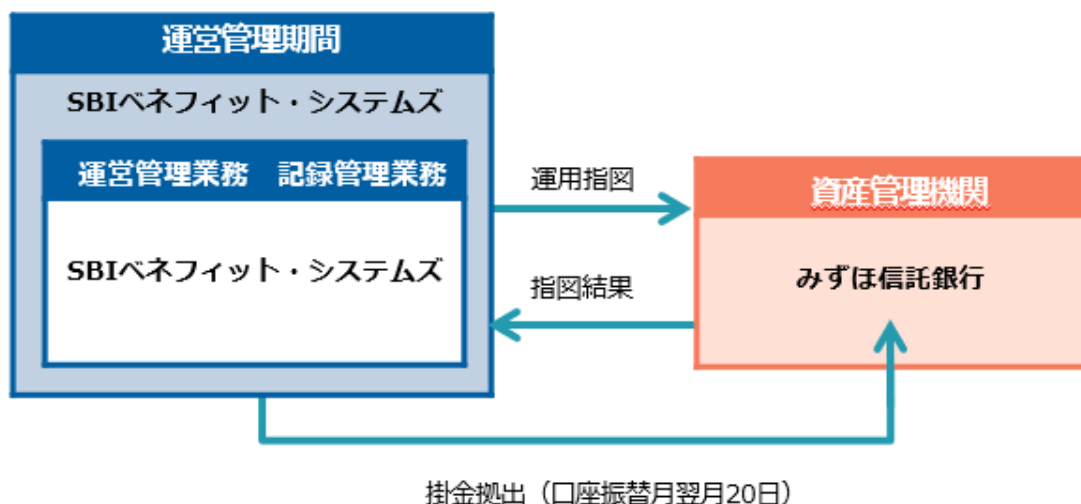 運営管理期間
SBIベネフィット・システムズ
運営管理業務　記録管理業務
SBIベネフィット・システムズ
運用指図
指図結果
資産管理機関
みずほ信託銀行
掛金拠出（口座振替月翌月20日）